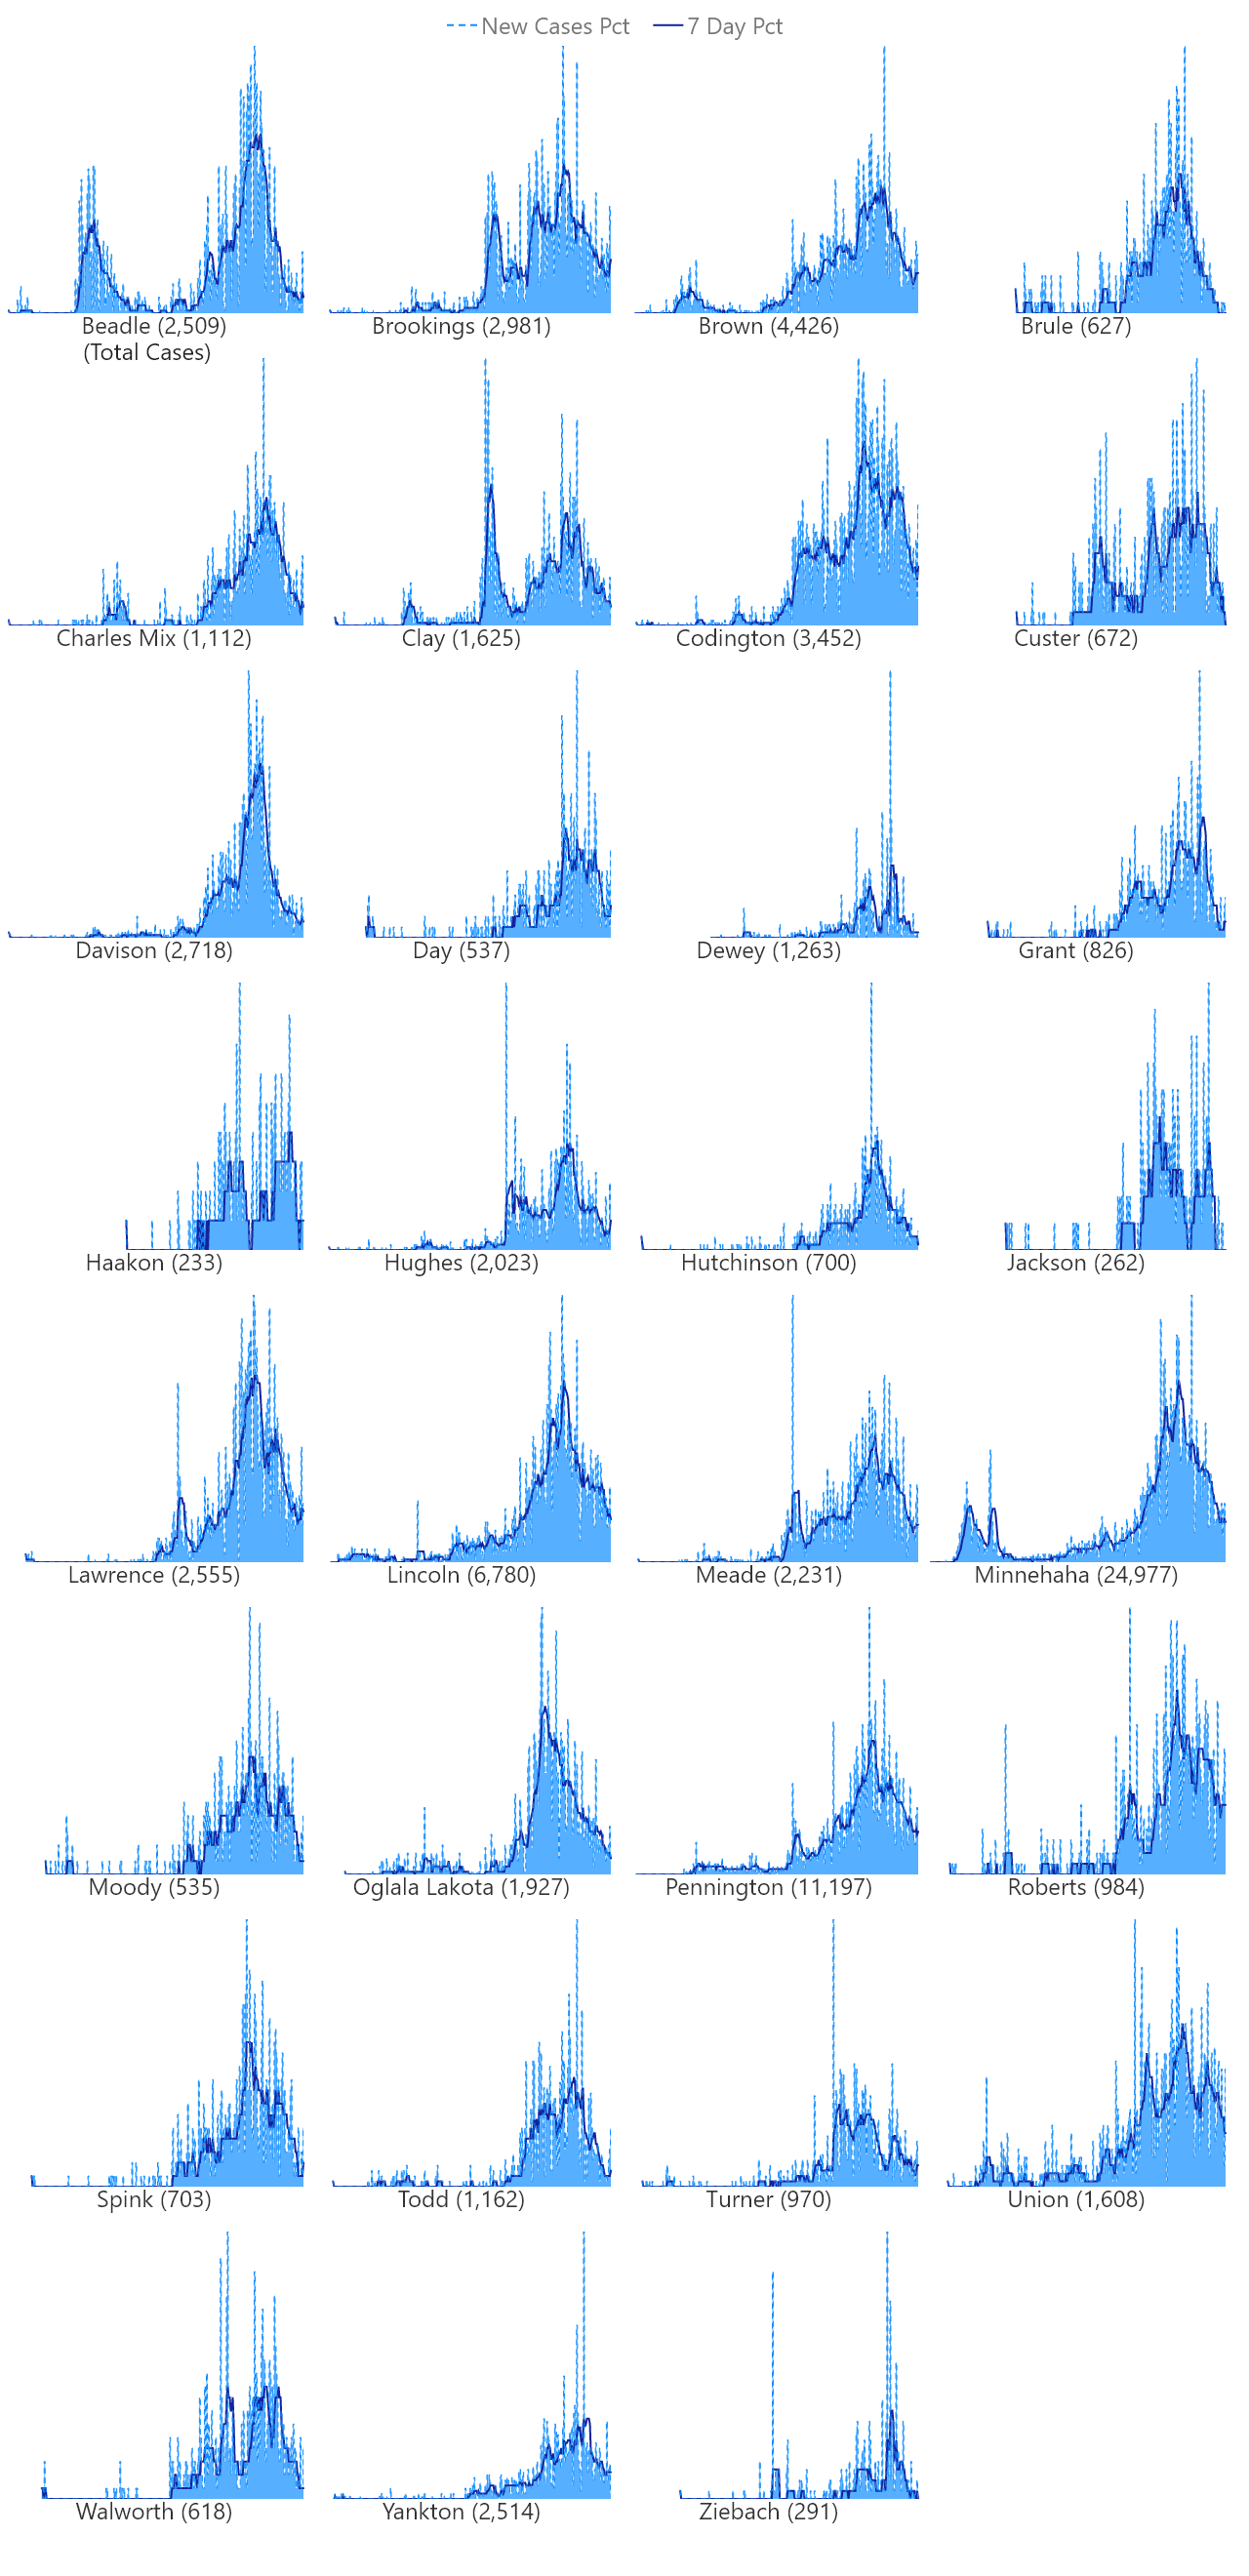 New Cases Pct 7 Day Pct
Beadle (2,509) Brookings (2,981) Brown (4,426) Brule (627)
(Total Cases)
Charles Mix (1,112) Clay (1,625) Codington (3,452) Custer (672)
Davison (2,718) Day (537) Dewey (1,263) Grant (826)
Haakon (233) Hughes (2,023) Hutchinson (700) Jackson (262)
Lawrence (2,555) Lincoln (6,780) Meade (2,231) Minnehaha (24,977)
Moody (535) Oglala Lakota (1,927) Pennington (11,197) Roberts (984)
Spink (703) Todd (1,162) Turner (970) Union (1,608)
Walworth (618) Yankton (2,514) Ziebach (291)